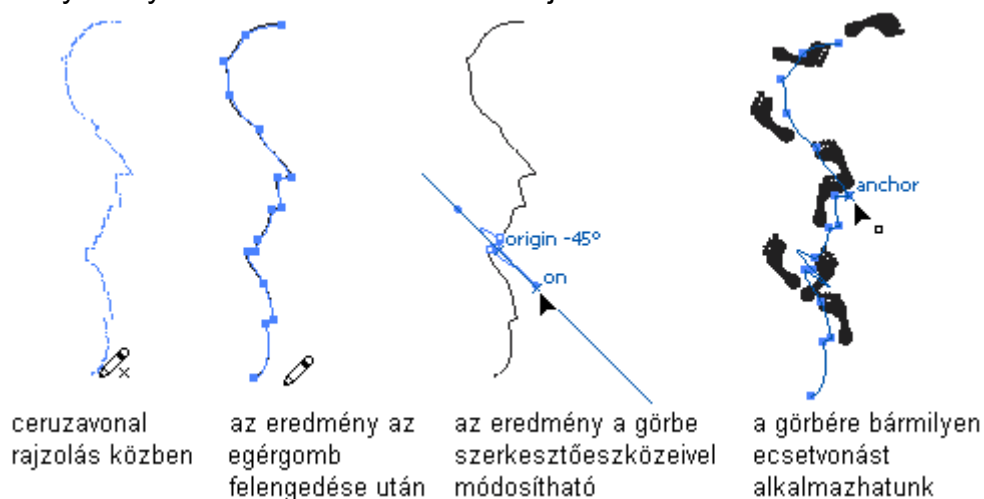 anchor
origin -45º
on
ceruzavonal
rajzolás közben
az eredmény az
egérgomb
felengedése után
az eredmény a görbe
szerkesztőeszközeivel
módosítható
a görbére bármilyen
ecsetvonást
alkalmazhatunk